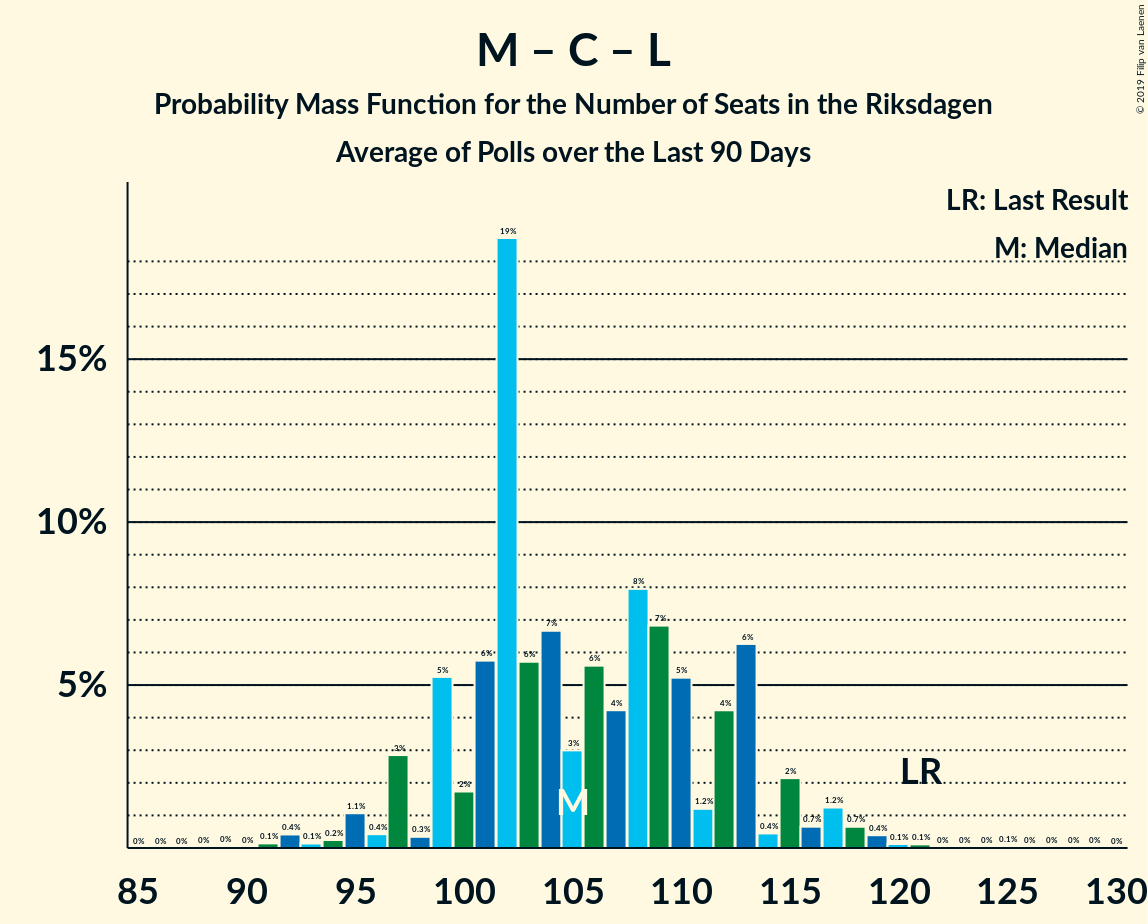 © 2019 Filip van Laenen
M – C – L
Probability Mass Function for the Number of Seats in the Riksdagen
Average of Polls over the Last 90 Days
LR: Last Result
M: Median
15%
10%
5%
0% 0% 0% 0% 0% 0% 0.1% 0.4% 0.1% 0.2% 1.1% 0.4% 3% 0.3% 5% 2% 6% 19% 6% 7% 3% 6% 4% 8% 7% 5% 1.2% 4% 6% 0.4% 2% 0.7% 1.2% 0.7% 0.4% 0.1% 0.1% 0% 0% 0% 0.1% 0% 0% 0% 0% 0%
M
LR
85 90 95 100 105 110 115 120 125 130